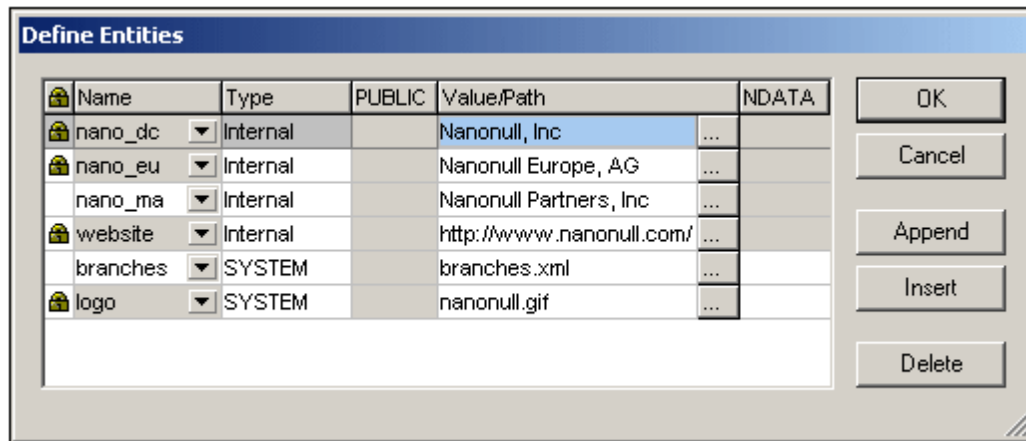 Define Entities
Name Type PUBLIC Value/Path NDATA
nano_dc Internal Nanonull, Inc ...
nano_eu Internal Nanonull Europe, AG ...
nano_ma Internal Nanonull Partners, Inc ...
website Internal http://www.nanonull.com/ ...
branches SYSTEM branches.xml ...
logo SYSTEM nanonull.gif ...
OK
Cancel
Append
Insert
Delete